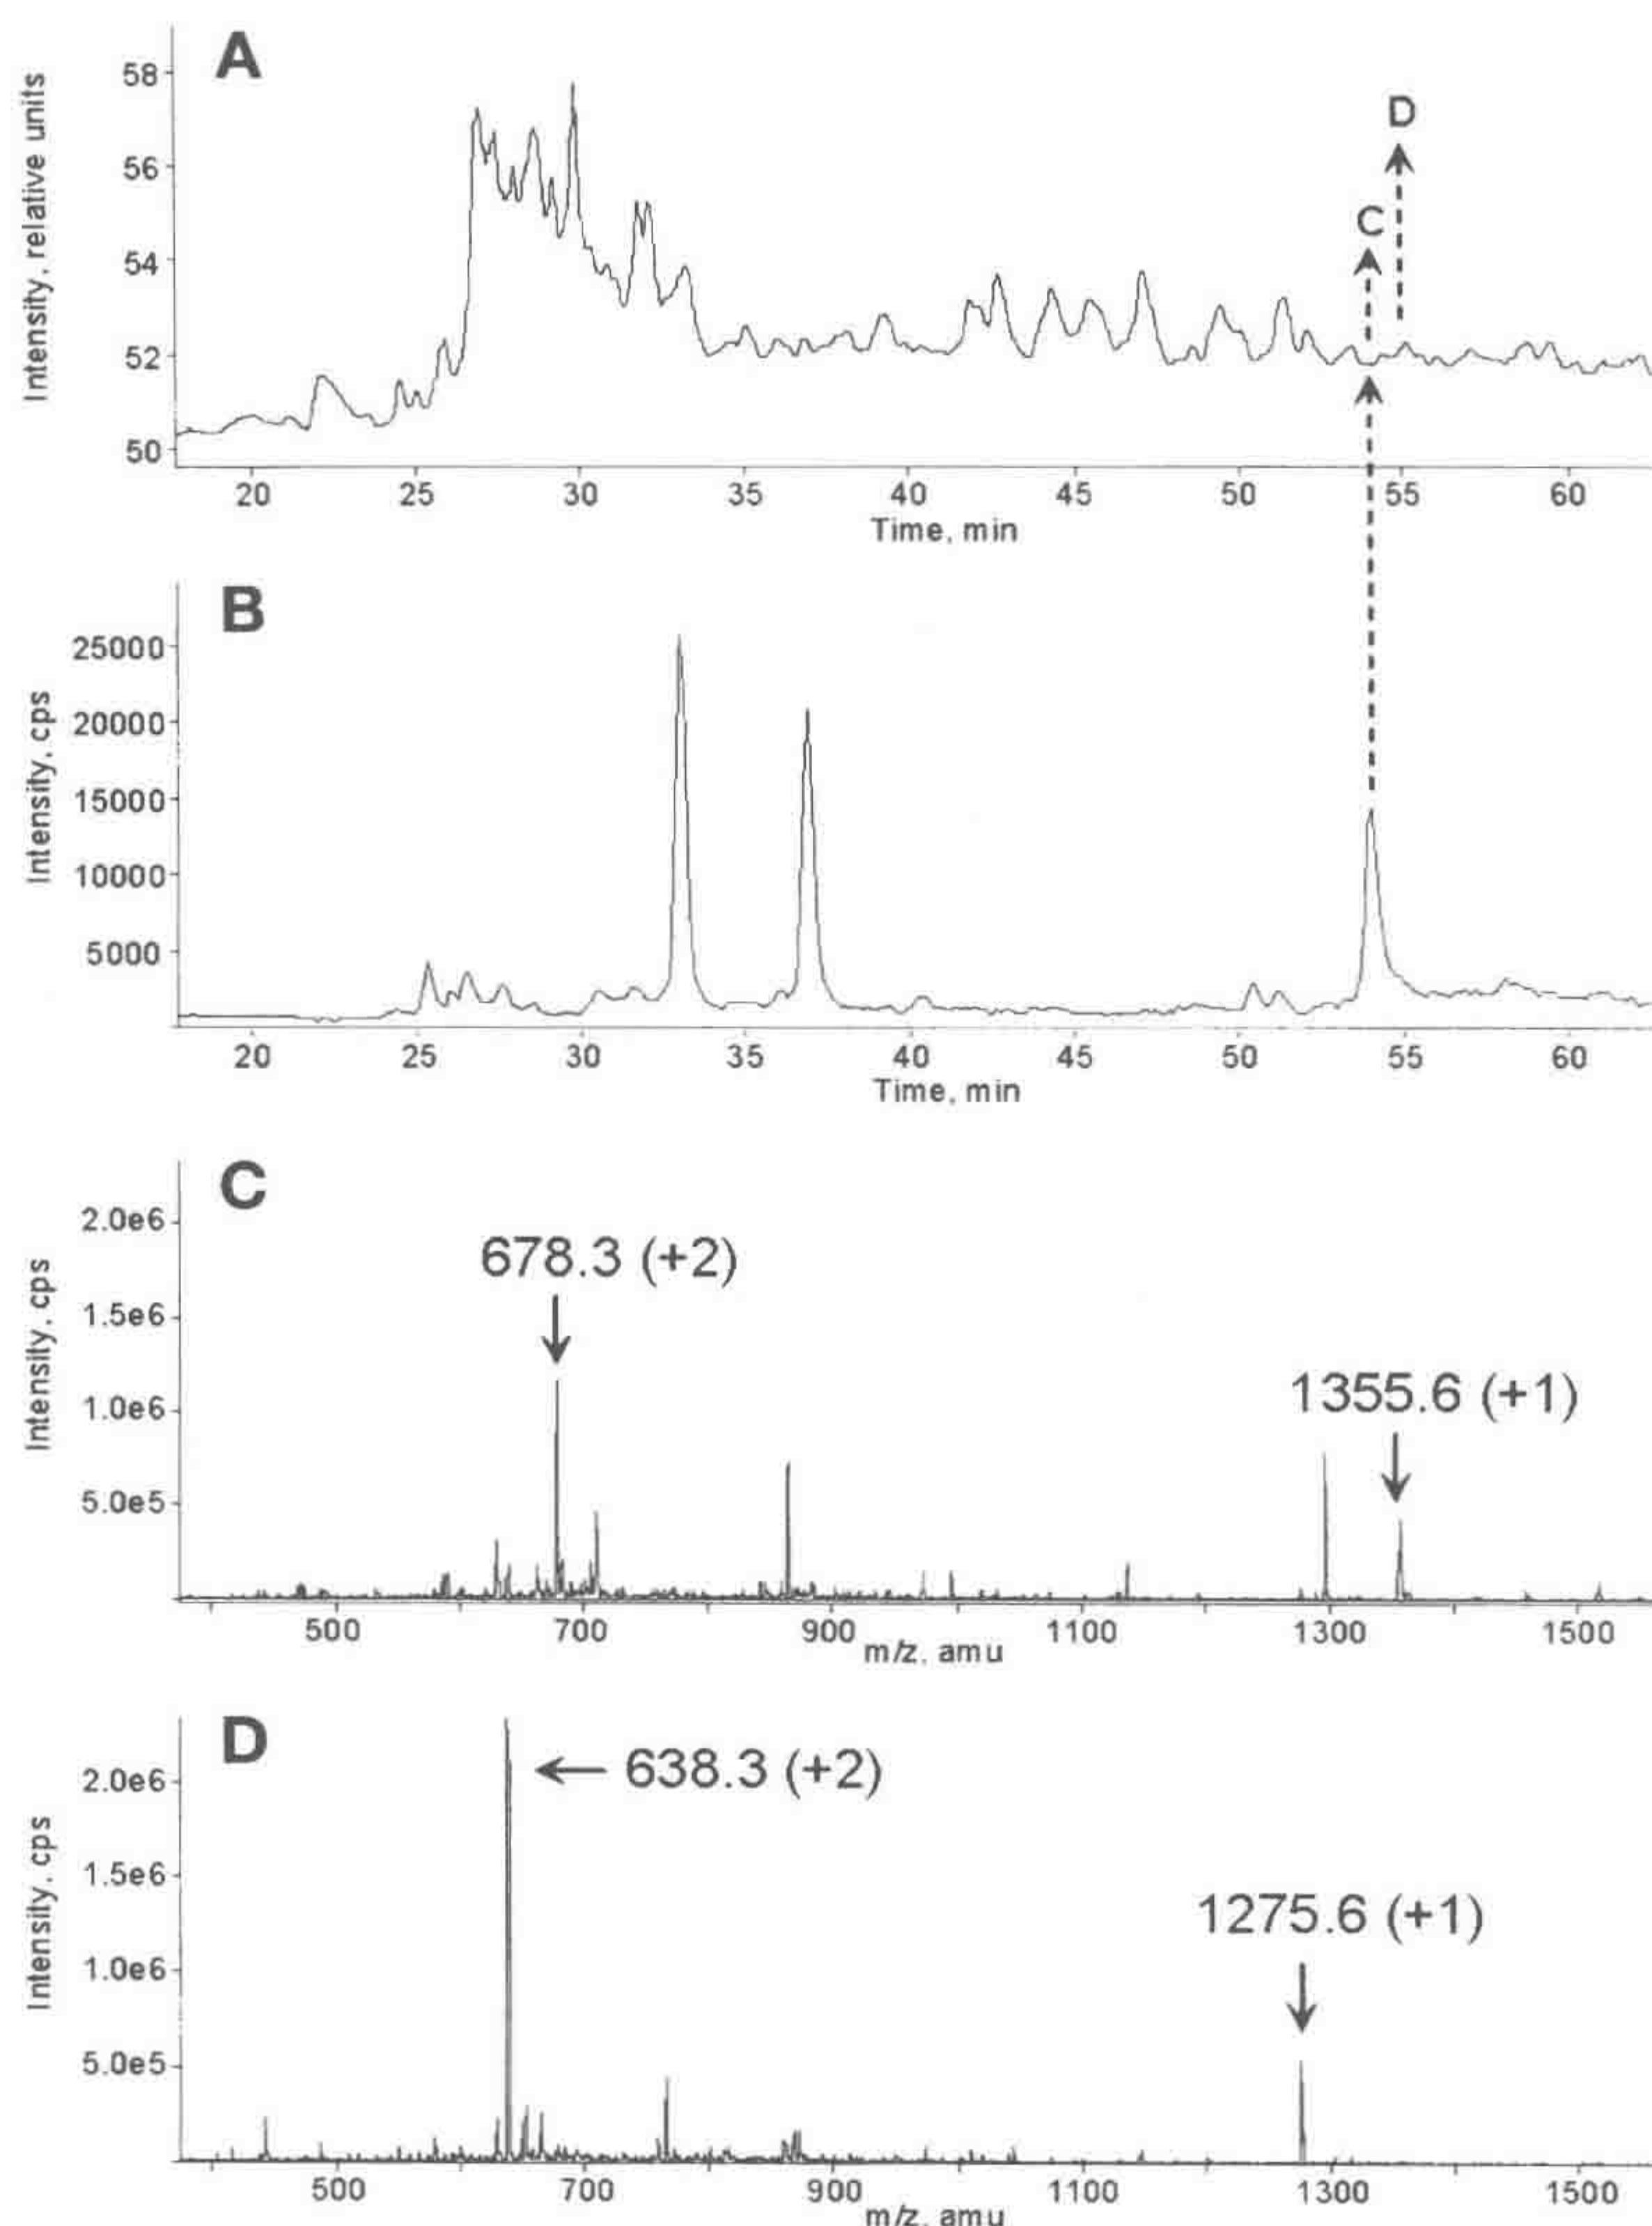 A
Intensity, relative units
58
56
54
52
50
D
C
20 25 30 35 40 45 50 55 60
Time, min
B
Intensity, cps
25000
20000
15000
10000
5000
20 25 30 35 40 45 50 55 60
Time, min
C
Intensity, cps
2.0e6
1.5e6
1.0e6
5.0e5
678.3 (+2)
1355.6 (+1)
500 700 900 1100 1300 1500
m/z, amu
D
Intensity, cps
2.0e6
1.5e6
1.0e6
5.0e5
638.3 (+2)
1275.6 (+1)
500 700 900 1100 1300 1500
m/z, amu